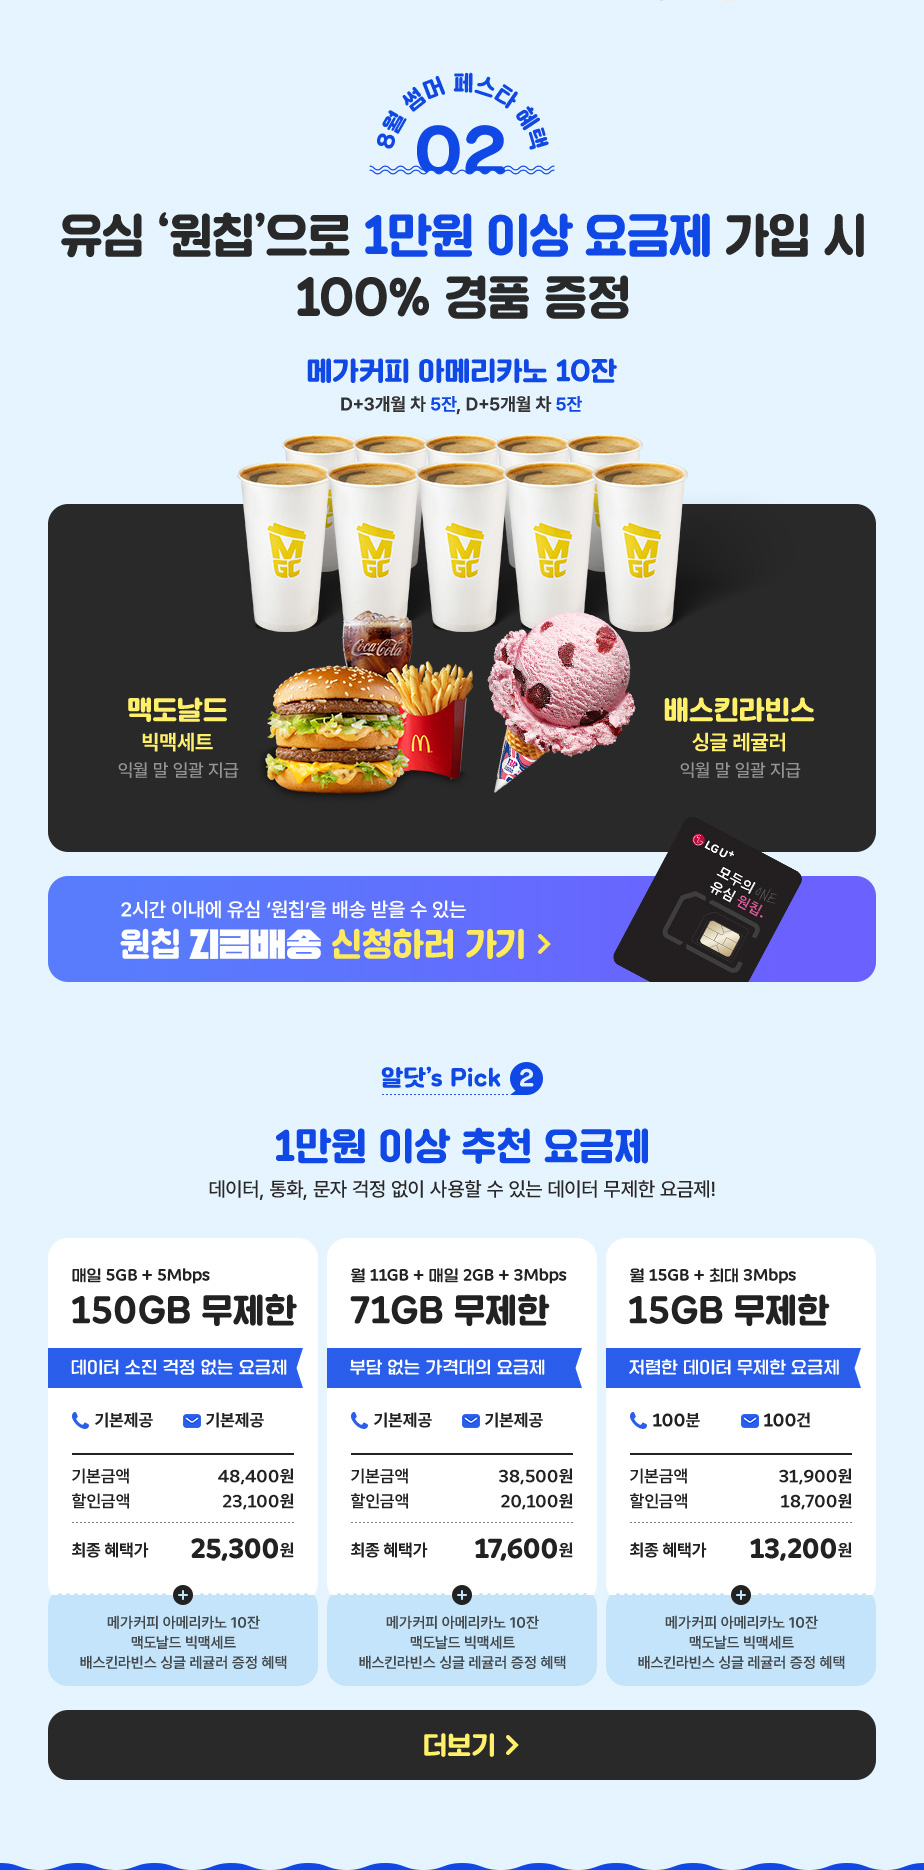 8월 썸머 페스타 혜택
02
유심 ‘원칩’으로 1만원 이상 요금제 가입 시
100% 경품 증정
메가커피 아메리카노 10잔
D+3개월 차 5잔, D+5개월 차 5잔
M GC M GC M GC M GC M GC
Coca-Cola
맥도날드
빅맥세트
익월 말 일괄 지급
배스킨라빈스
싱글 레귤러
익월 말 일괄 지급
LG U+
모두의 ONE
유심 원칩.
2시간 이내에 유심 ‘원칩’을 배송 받을 수 있는
원칩 지금배송 신청하러 가기 >
알닷’s Pick 2
1만원 이상 추천 요금제
데이터, 통화, 문자 걱정 없이 사용할 수 있는 데이터 무제한 요금제!
매일 5GB + 5Mbps
150GB 무제한
데이터 소진 걱정 없는 요금제
기본제공 기본제공
기본금액 48,400원
할인금액 23,100원
최종 혜택가 25,300원
+
메가커피 아메리카노 10잔
맥도날드 빅맥세트
배스킨라빈스 싱글 레귤러 증정 혜택
월 11GB + 매일 2GB + 3Mbps
71GB 무제한
부담 없는 가격대의 요금제
기본제공 기본제공
기본금액 38,500원
할인금액 20,100원
최종 혜택가 17,600원
+
메가커피 아메리카노 10잔
맥도날드 빅맥세트
배스킨라빈스 싱글 레귤러 증정 혜택
월 15GB + 최대 3Mbps
15GB 무제한
저렴한 데이터 무제한 요금제
100분 100건
기본금액 31,900원
할인금액 18,700원
최종 혜택가 13,200원
+
메가커피 아메리카노 10잔
맥도날드 빅맥세트
배스킨라빈스 싱글 레귤러 증정 혜택
더보기 >